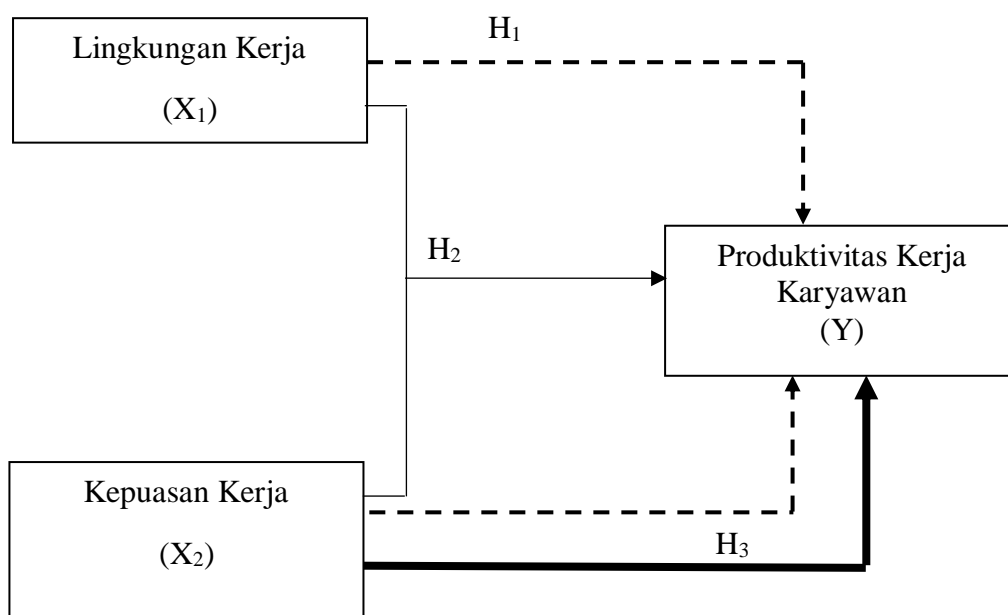 H₁
Lingkungan Kerja
(X₁)
H₂
Produktivitas Kerja
Karyawan
(Y)
Kepuasan Kerja
(X₂)
H₃